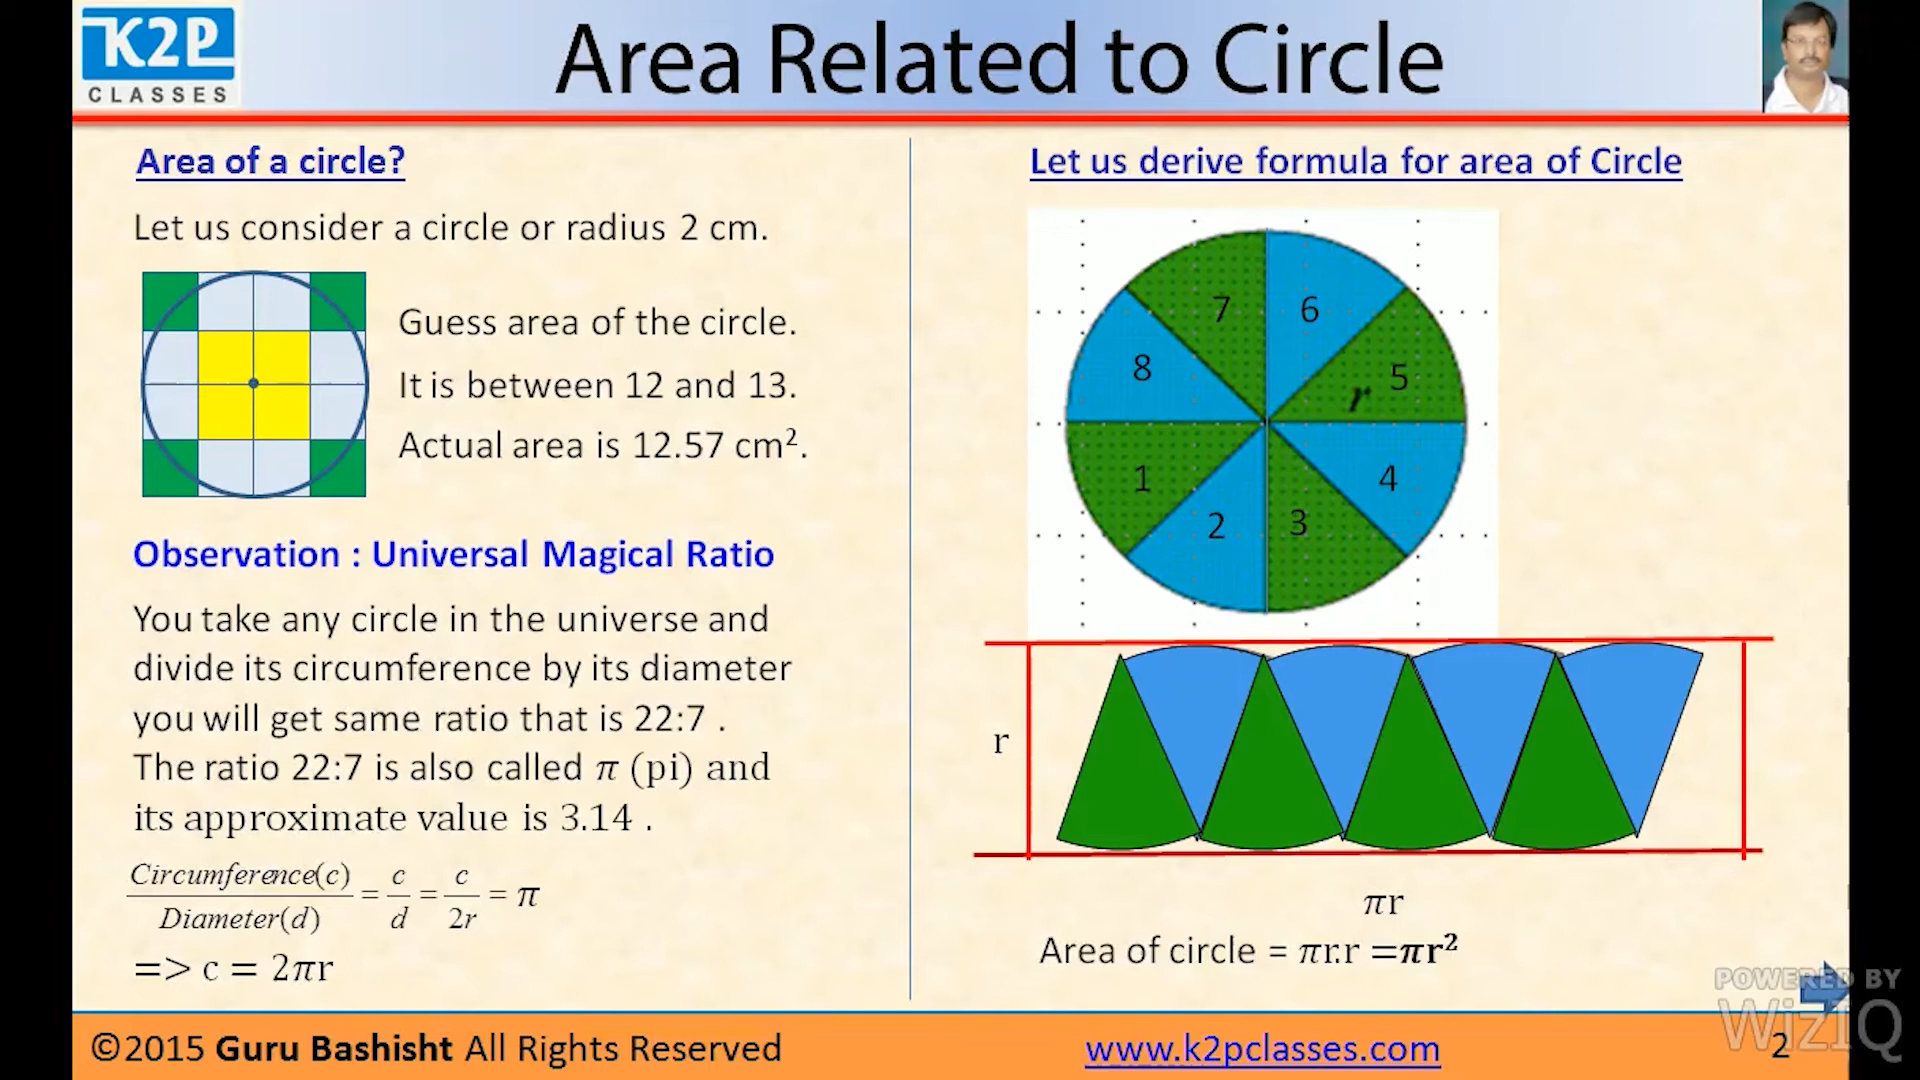 K2P
CLASSES
Area Related to Circle
Area of a circle?
Let us consider a circle or radius 2 cm.
Guess area of the circle.
It is between 12 and 13.
Actual area is 12.57 cm².
Observation : Universal Magical Ratio
You take any circle in the universe and
divide its circumference by its diameter
you will get same ratio that is 22:7 .
The ratio 22:7 is also called π (pi) and
its approximate value is 3.14 .
Circumference(c)/Diameter(d) = c/d = c/2r = π
=> c = 2πr
Let us derive formula for area of Circle
7 6
8 5
r
1 4
2 3
r
πr
Area of circle = πr.r =πr²
POWERED BY
WizIQ
©2015 Guru Bashisht All Rights Reserved
www.k2pclasses.com
2